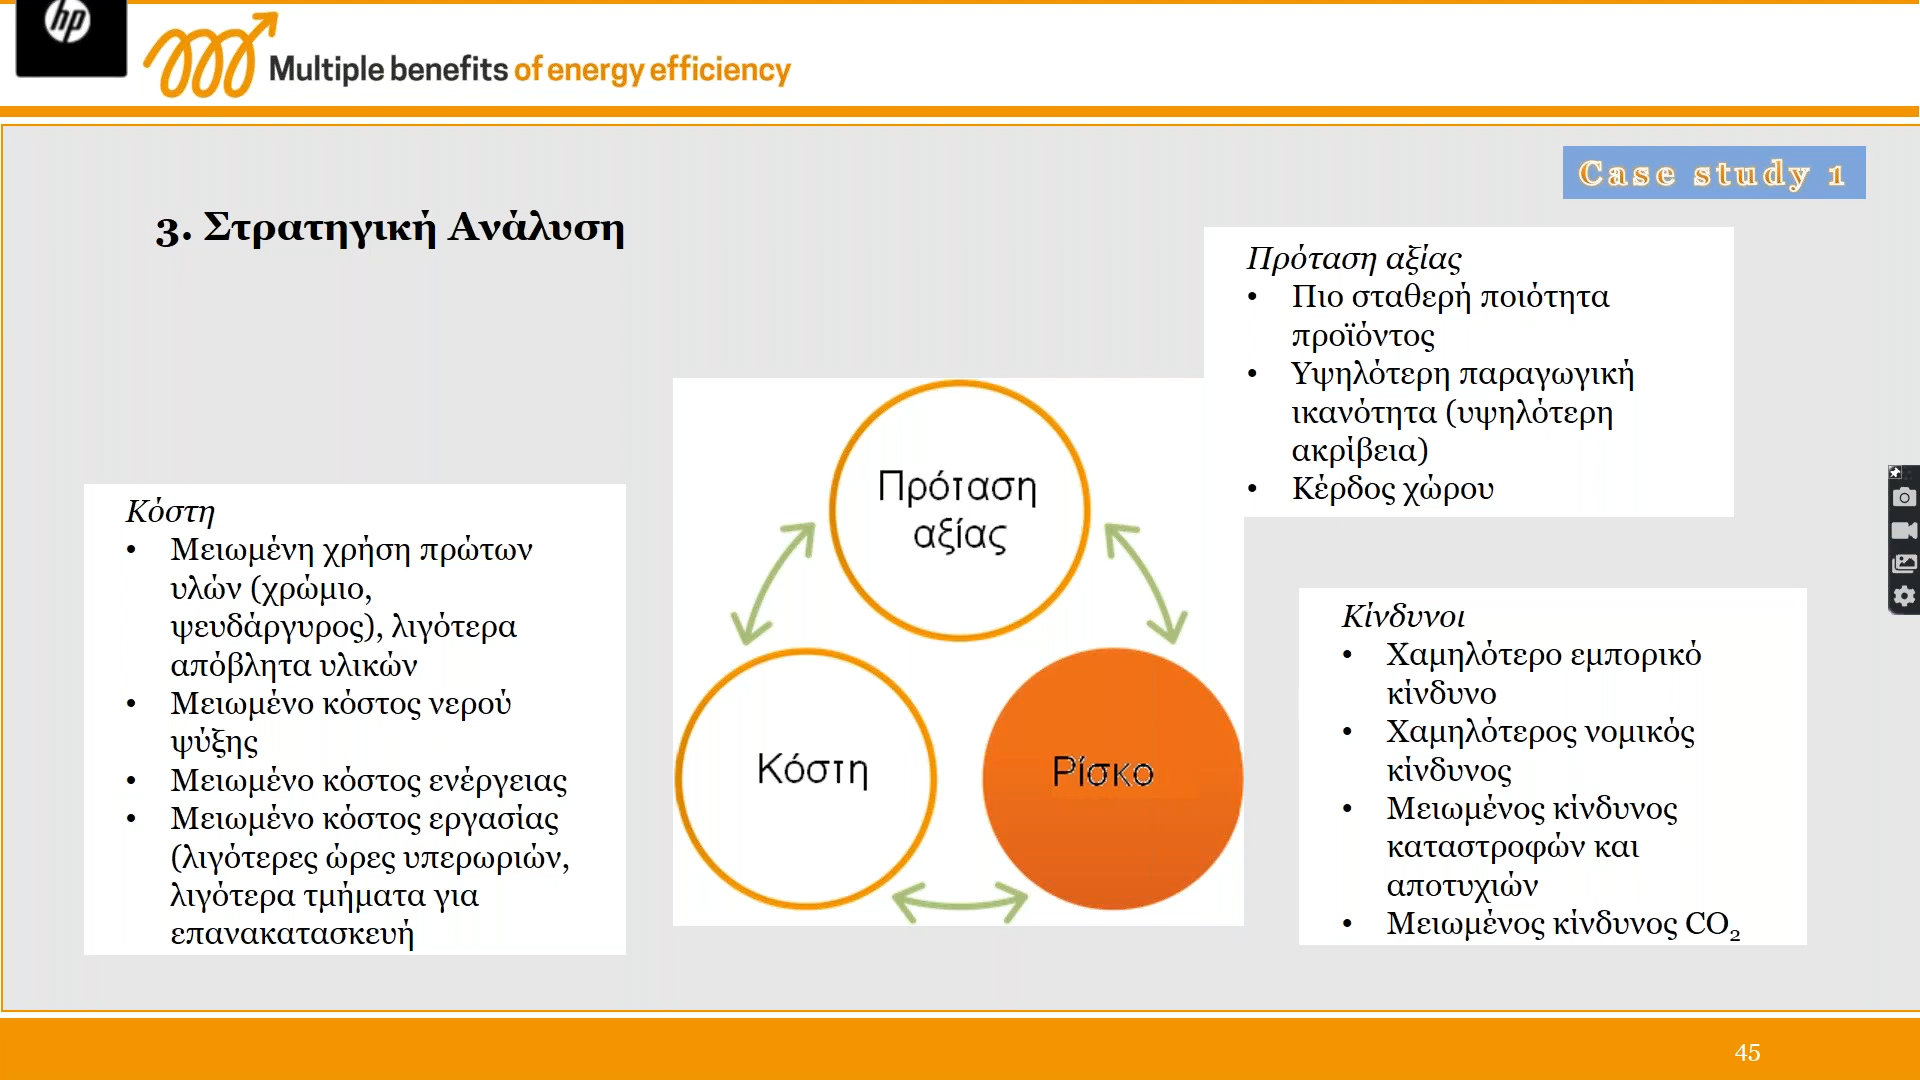 hp
Multiple benefits of energy efficiency
Case study 1
3. Στρατηγική Ανάλυση
Πρόταση αξίας
• Πιο σταθερή ποιότητα
προϊόντος
• Υψηλότερη παραγωγική
ικανότητα (υψηλότερη
ακρίβεια)
• Κέρδος χώρου
Πρόταση
αξίας
Κόστη
Ρίσκο
Κόστη
• Μειωμένη χρήση πρώτων
υλών (χρώμιο,
ψευδάργυρος), λιγότερα
απόβλητα υλικών
• Μειωμένο κόστος νερού
ψύξης
• Μειωμένο κόστος ενέργειας
• Μειωμένο κόστος εργασίας
(λιγότερες ώρες υπερωριών,
λιγότερα τμήματα για
επανακατασκευή
Κίνδυνοι
• Χαμηλότερο εμπορικό
κίνδυνο
• Χαμηλότερος νομικός
κίνδυνος
• Μειωμένος κίνδυνος
καταστροφών και
αποτυχιών
• Μειωμένος κίνδυνος CO₂
45